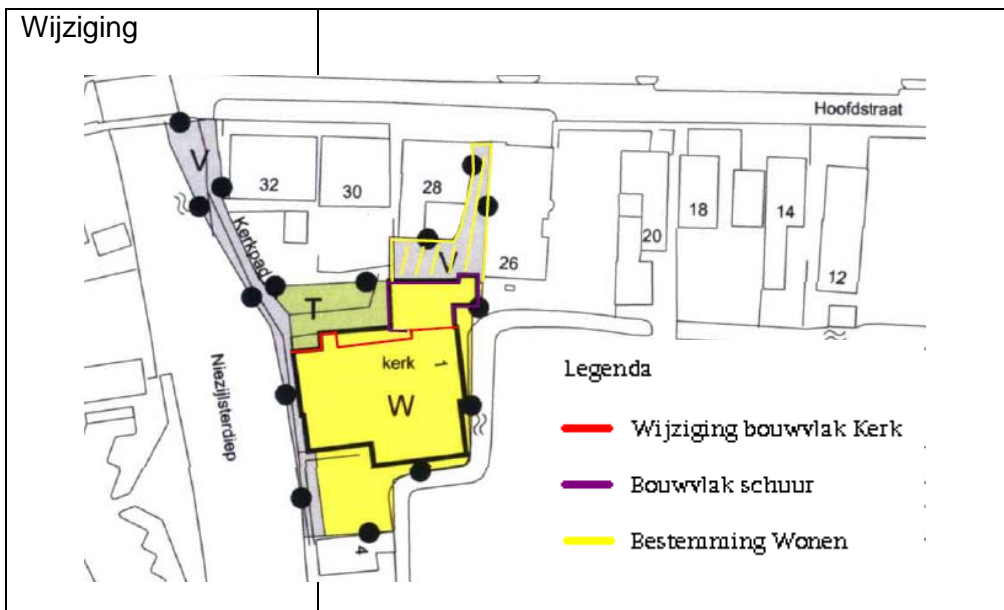 Wijziging
Hoofdstraat
V
32
30
28
20
18
14
12
Kerkpad
V
26
T
Niezijlsterdiep
kerk 1
W
4
Legenda
Wijziging bouwvlak Kerk
Bouwvlak schuur
Bestemming Wonen